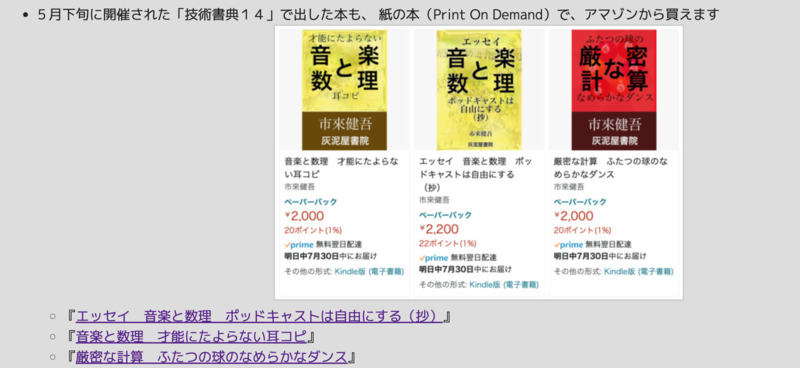 ５月下旬に開催された「技術書典１４」で出した本も、 紙の本（Print On Demand）で、アマゾンから買えます
才能にたよらない
音楽と数理
耳コピ
市來健吾
灰泥屋書院
エッセイ
音楽と数理
ポッドキャストは
自由にする
（抄）
市來健吾
灰泥屋書院
ふたつの球の
厳密な計算
なめらかなダンス
市來健吾
灰泥屋書院
音楽と数理　才能にたよらな
い耳コピ
市來健吾
ペーパーバック
¥2,000
20ポイント(1%)
prime 無料翌日配達
明日中7月30日中にお届け
その他の形式: Kindle版 (電子書籍)
エッセイ　音楽と数理　ポッ
ドキャストは自由にする
（抄）
市來健吾
ペーパーバック
¥2,200
22ポイント(1%)
prime 無料翌日配達
明日中7月30日中にお届け
その他の形式: Kindle版 (電子書籍)
厳密な計算　ふたつの球のな
めらかなダンス
市來健吾
ペーパーバック
¥2,000
20ポイント(1%)
prime 無料翌日配達
明日中7月30日中にお届け
その他の形式: Kindle版 (電子書籍)
『エッセイ　音楽と数理　ポッドキャストは自由にする（抄）』
『音楽と数理　才能にたよらない耳コピ』
『厳密な計算　ふたつの球のなめらかなダンス』